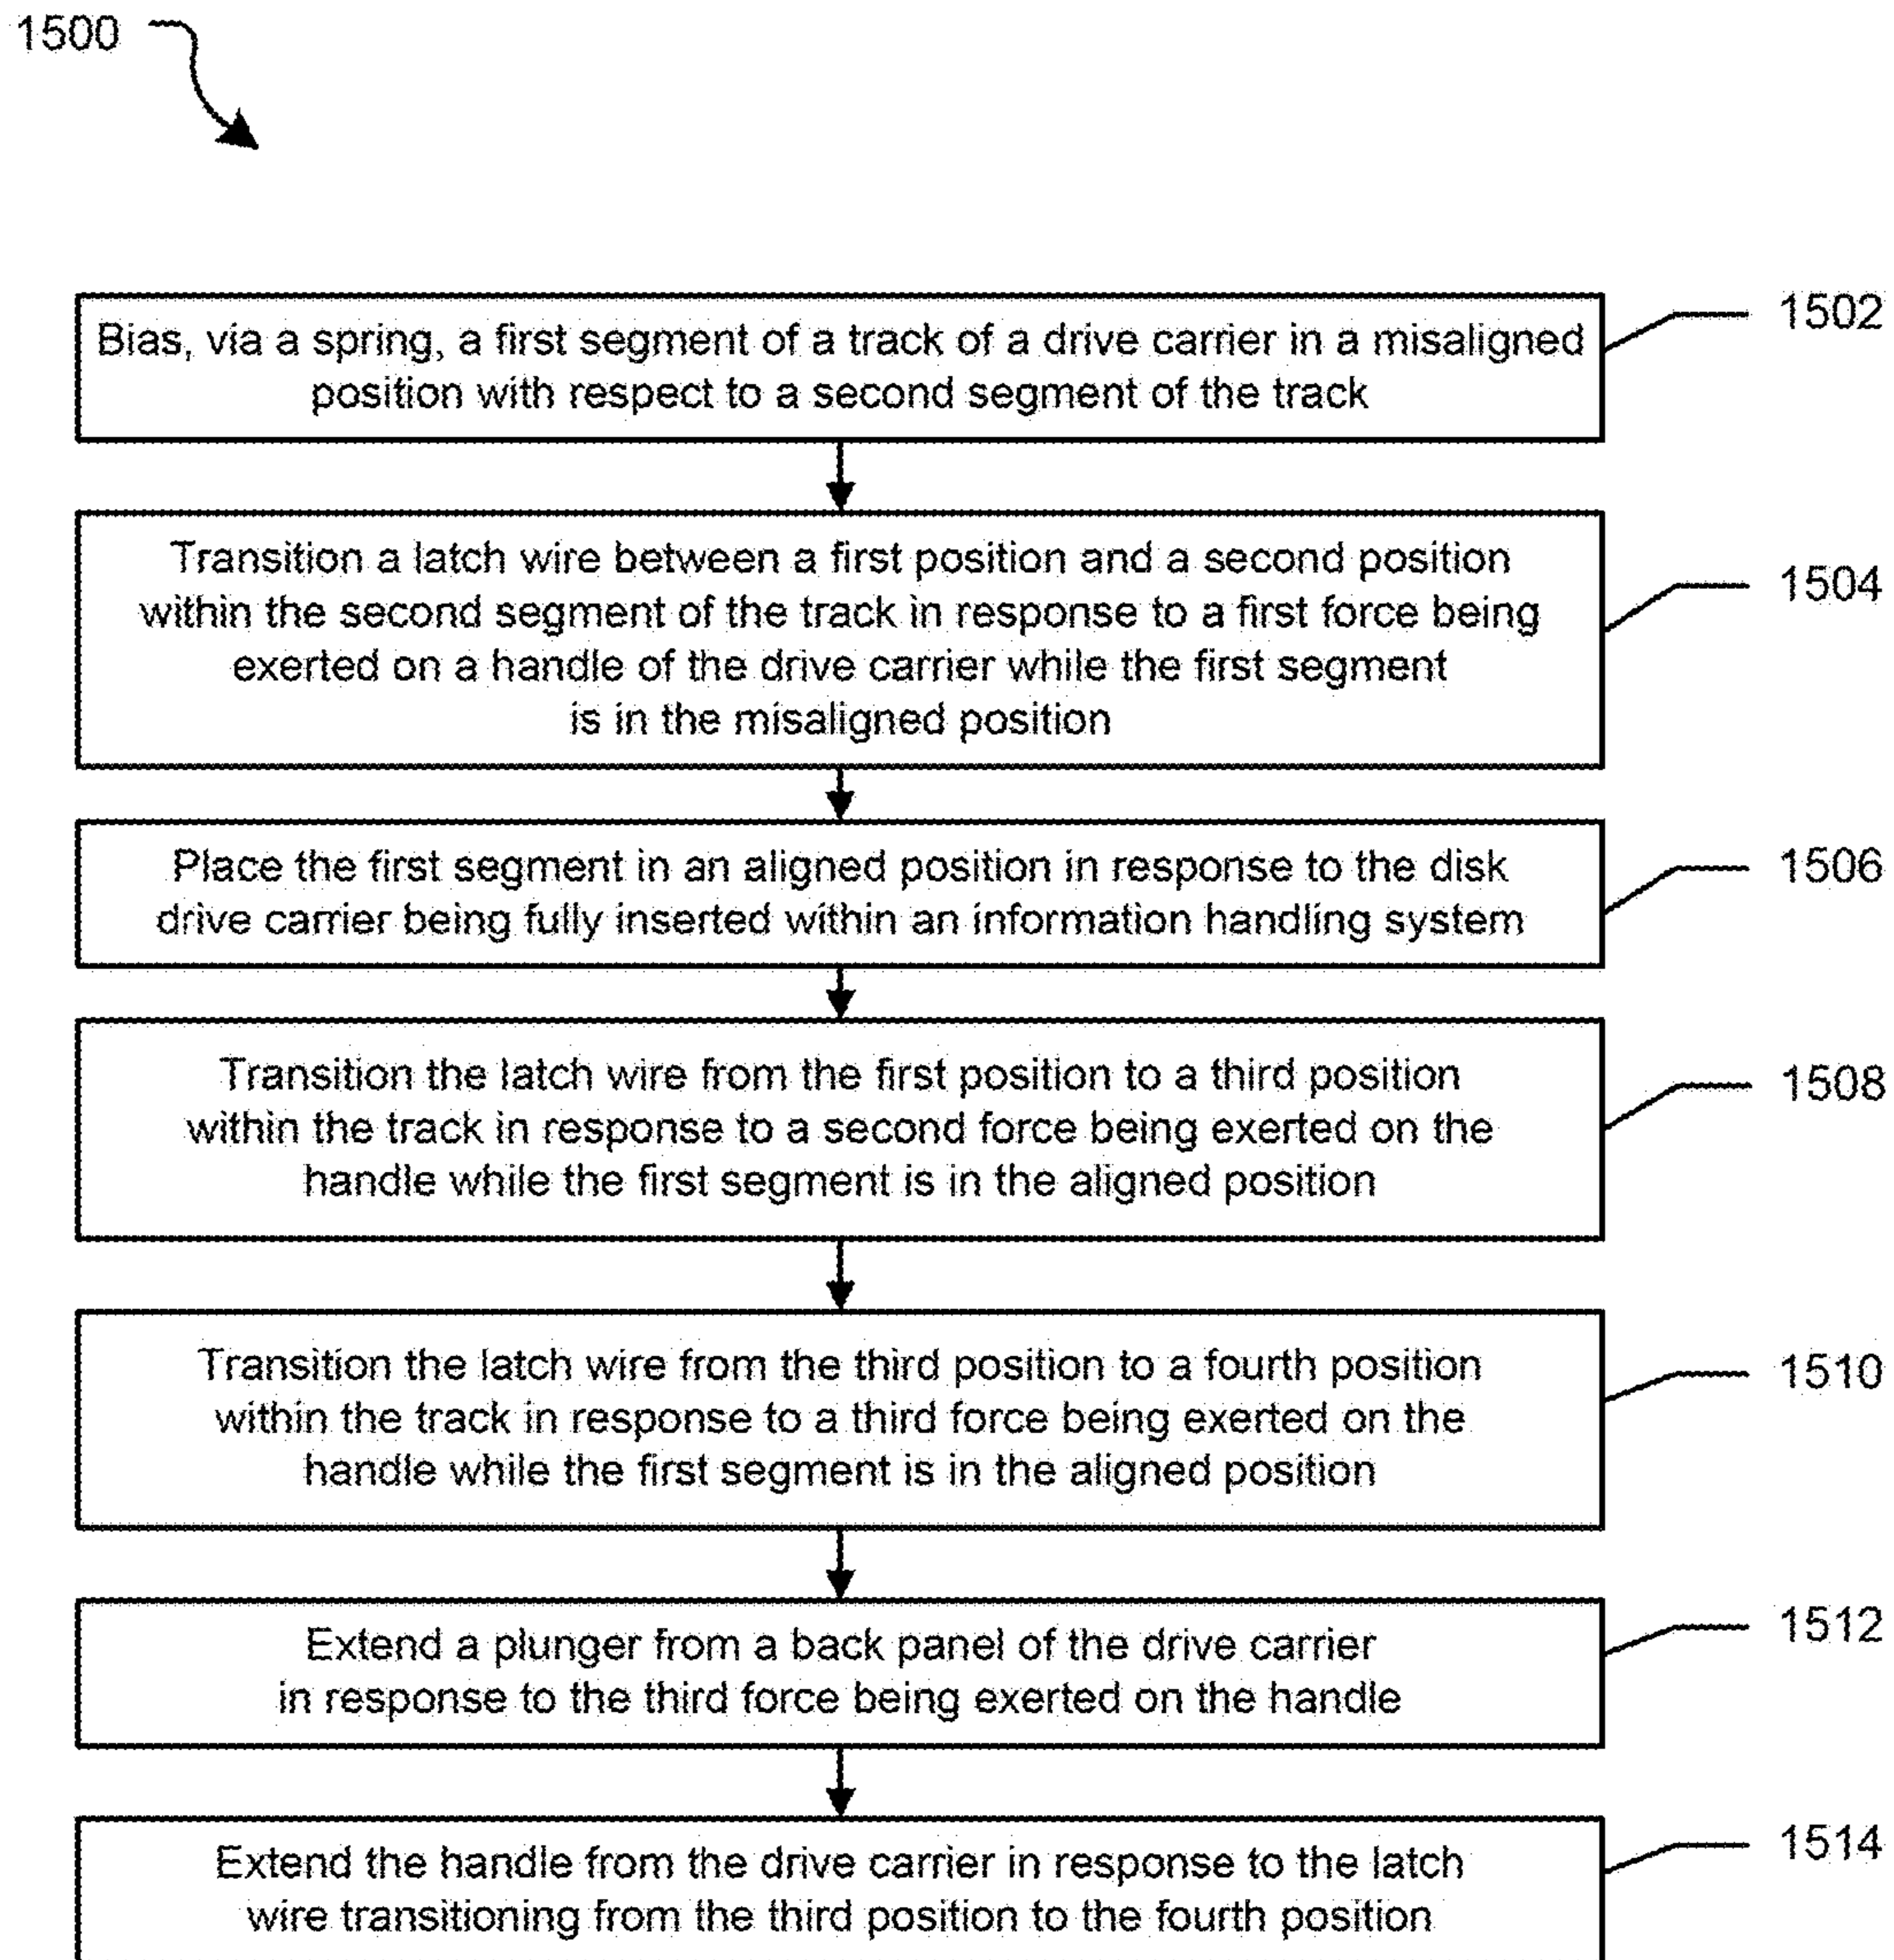 1500
Bias, via a spring, a first segment of a track of a drive carrier in a misaligned
position with respect to a second segment of the track
1502
Transition a latch wire between a first position and a second position
within the second segment of the track in response to a first force being
exerted on a handle of the drive carrier while the first segment
is in the misaligned position
1504
Place the first segment in an aligned position in response to the disk
drive carrier being fully inserted within an information handling system
1506
Transition the latch wire from the first position to a third position
within the track in response to a second force being exerted on the
handle while the first segment is in the aligned position
1508
Transition the latch wire from the third position to a fourth position
within the track in response to a third force being exerted on the
handle while the first segment is in the aligned position
1510
Extend a plunger from a back panel of the drive carrier
in response to the third force being exerted on the handle
1512
Extend the handle from the drive carrier in response to the latch
wire transitioning from the third position to the fourth position
1514